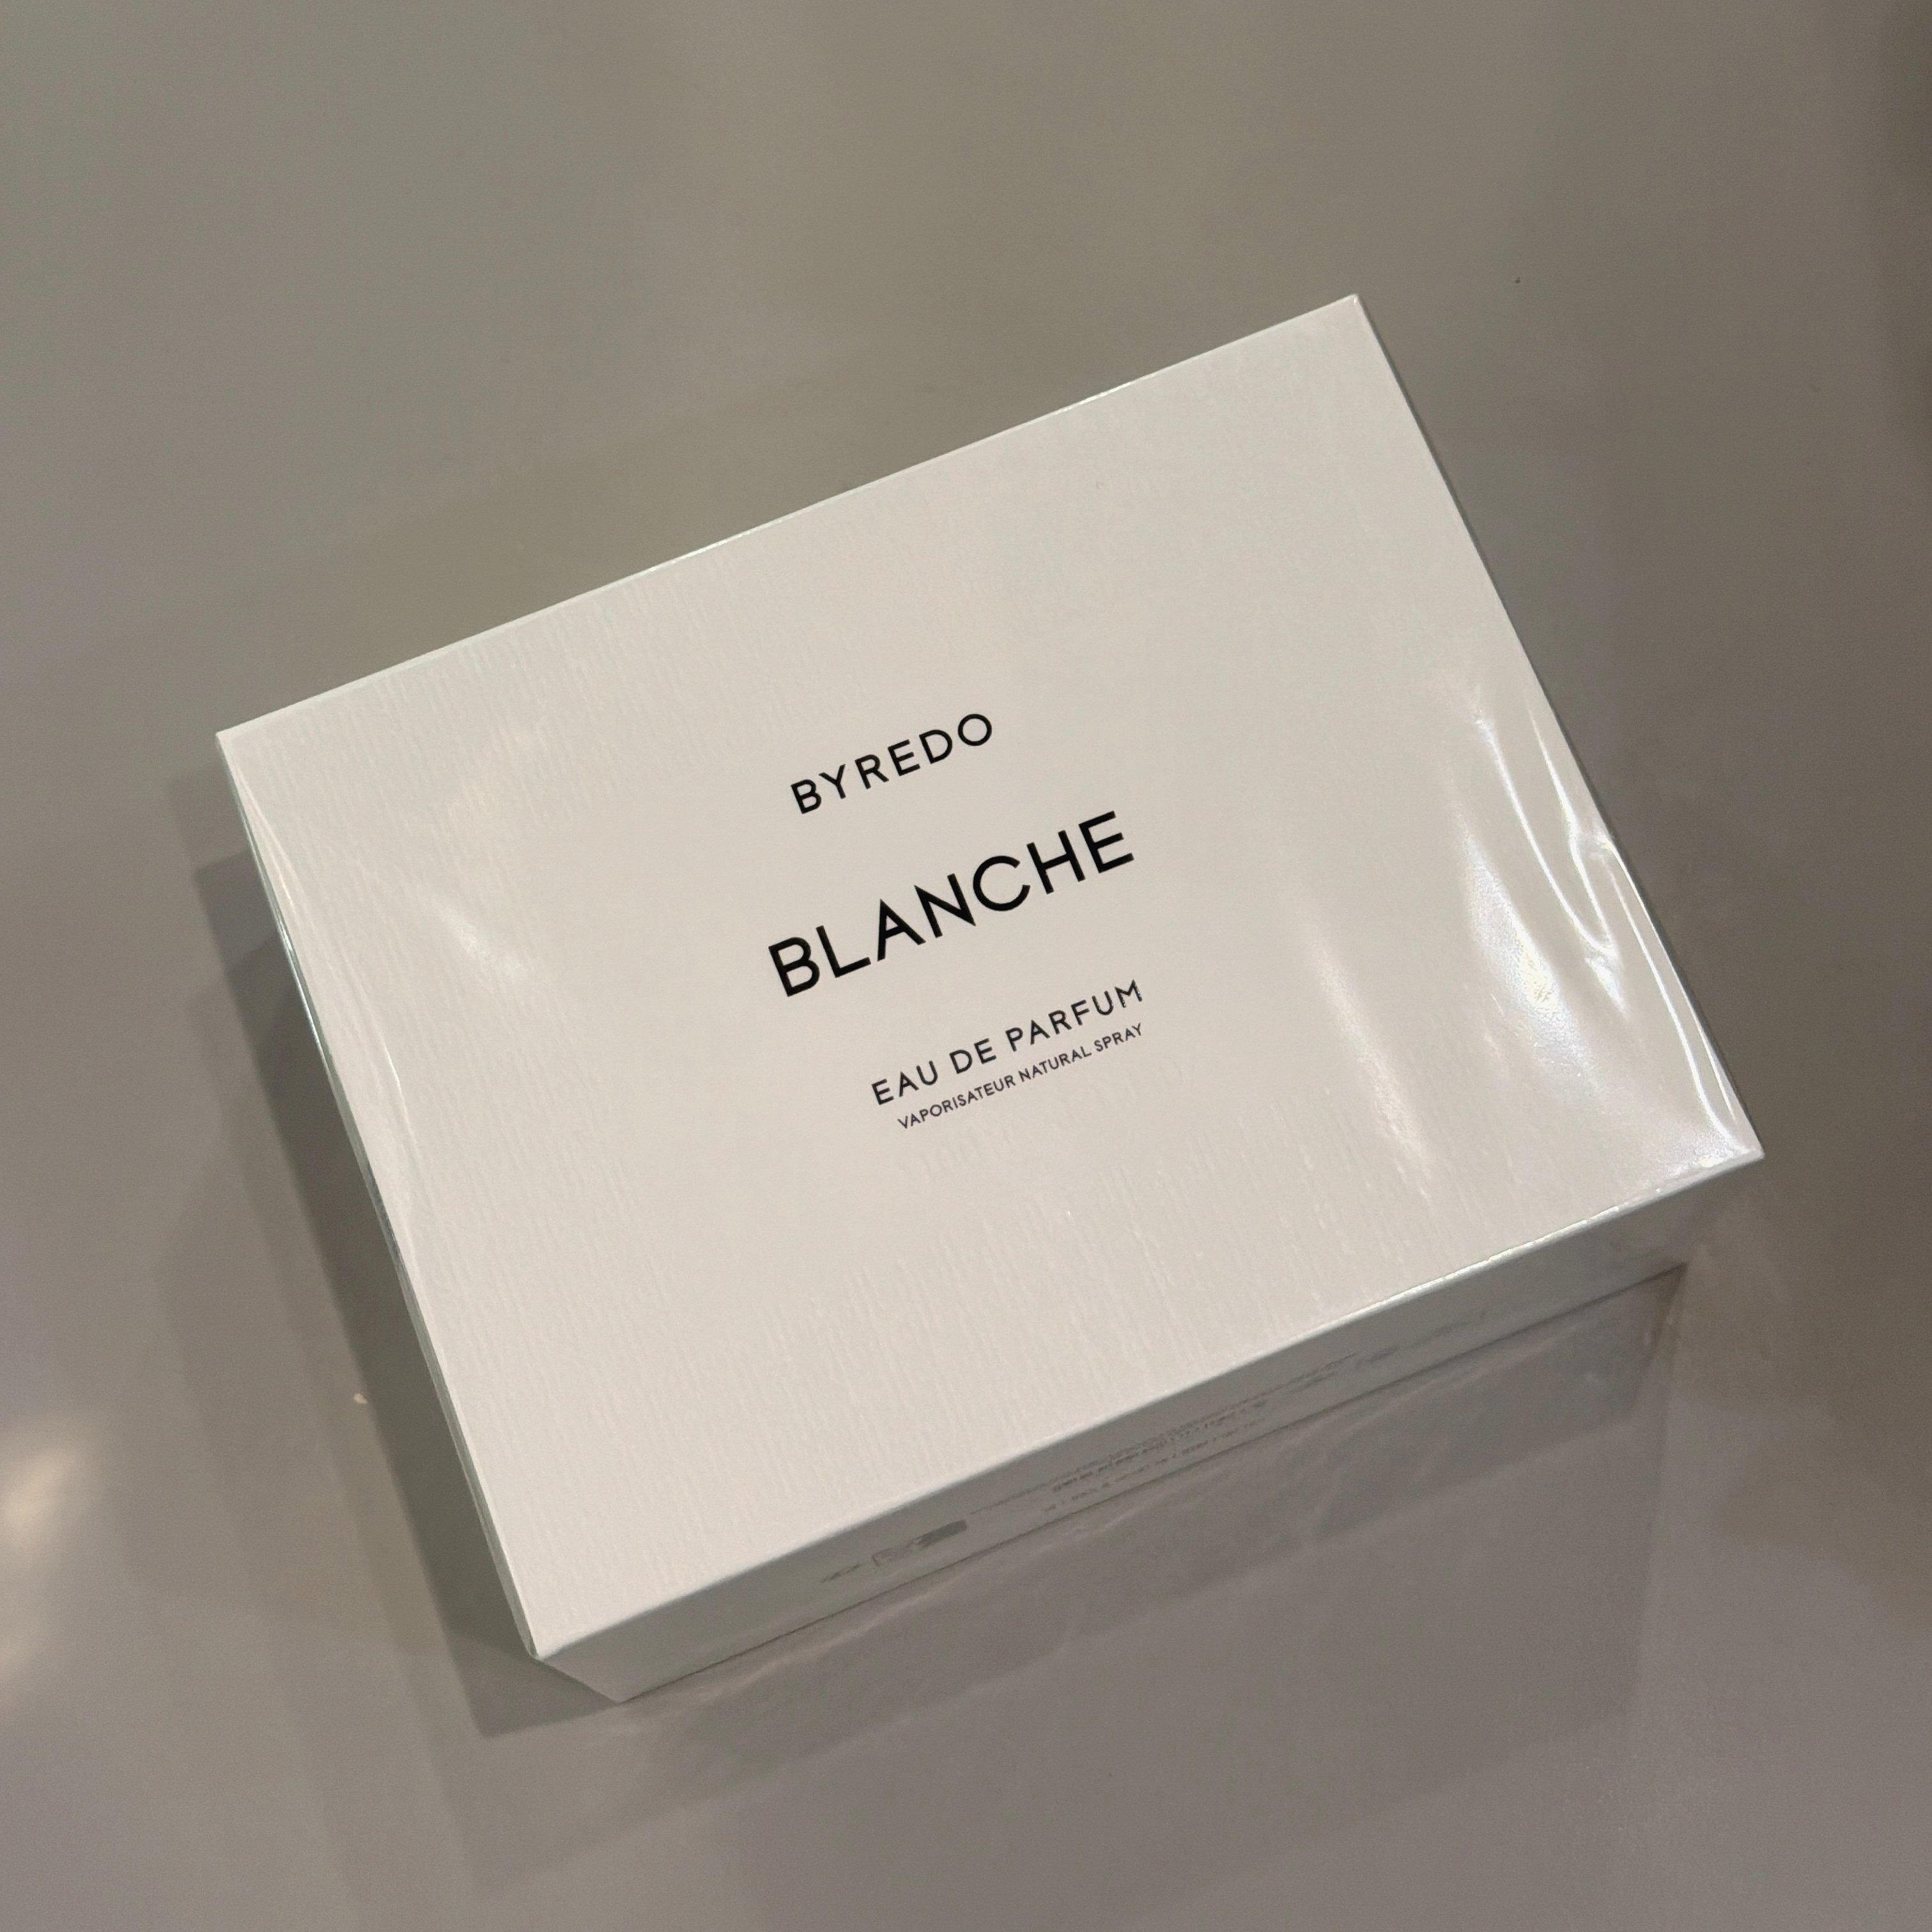 BYREDO
BLANCHE
EAU DE PARFUM
VAPORISATEUR NATURAL SPRAY